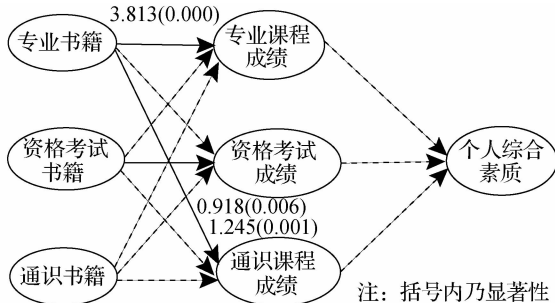 3.813(0.000)
专业书籍
专业课程
成绩
资格考试
书籍
资格考试
成绩
个人综合
素质
0.918(0.006)
1.245(0.001)
通识书籍
通识课程
成绩
注：括号内乃显著性